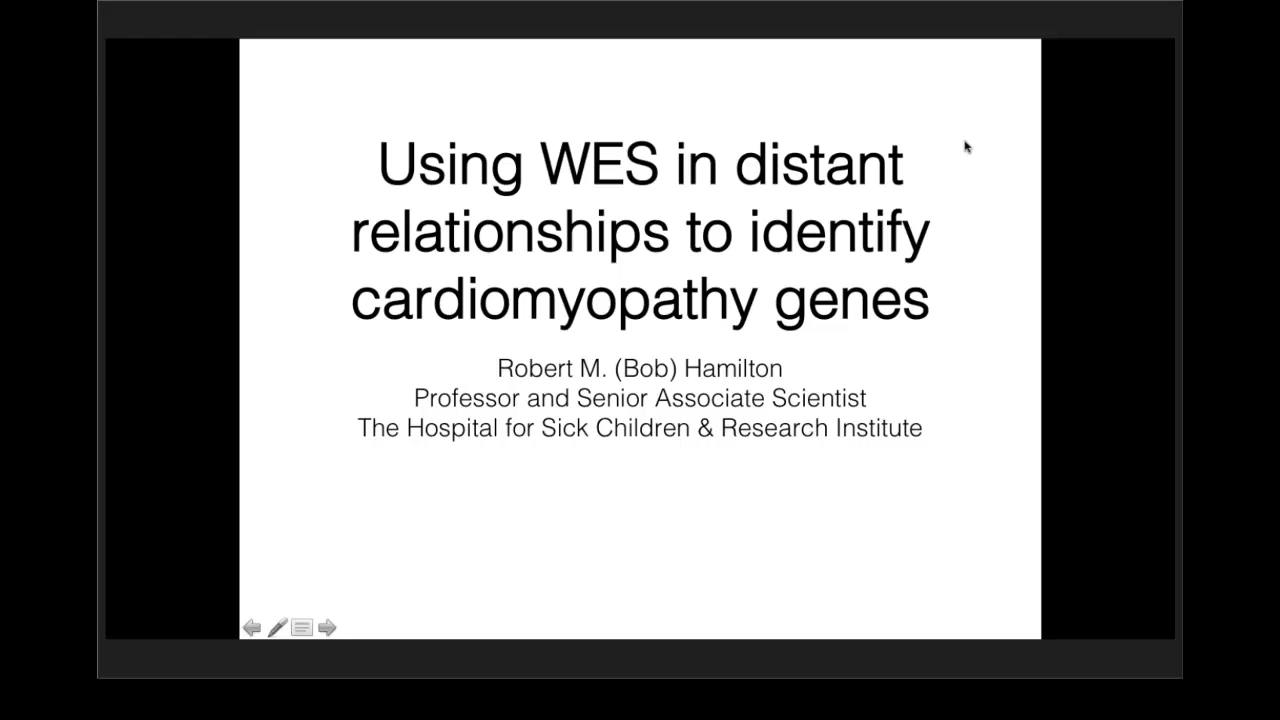 Using WES in distant
relationships to identify
cardiomyopathy genes
Robert M. (Bob) Hamilton
Professor and Senior Associate Scientist
The Hospital for Sick Children & Research Institute